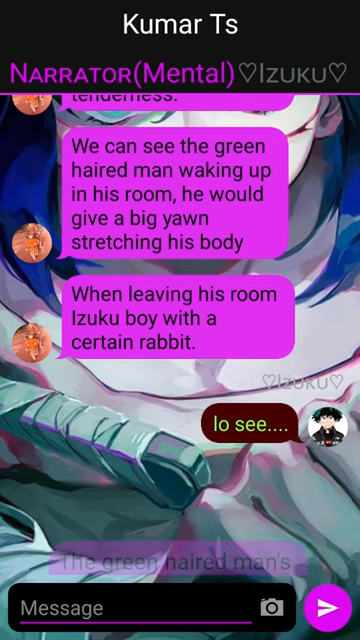 Kumar Ts
NARRATOR(Mental)♡IZUKU♡
tenderness.
We can see the green
haired man waking up
in his room, he would
give a big yawn
stretching his body
When leaving his room
Izuku boy with a
certain rabbit.
♡IZUKU♡
lo see....
The green haired man's
Message